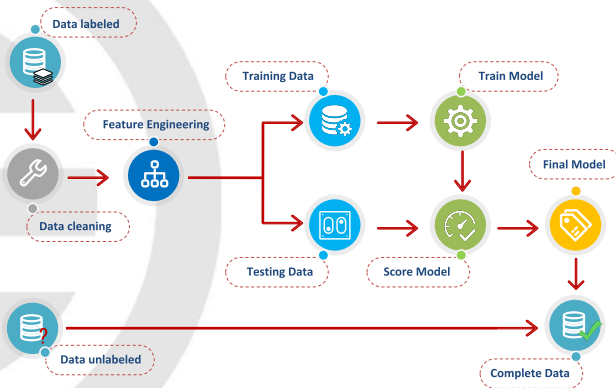 Data labeled
Training Data
Train Model
Feature Engineering
Final Model
Data cleaning
Testing Data
Score Model
?
Data unlabeled
Complete Data